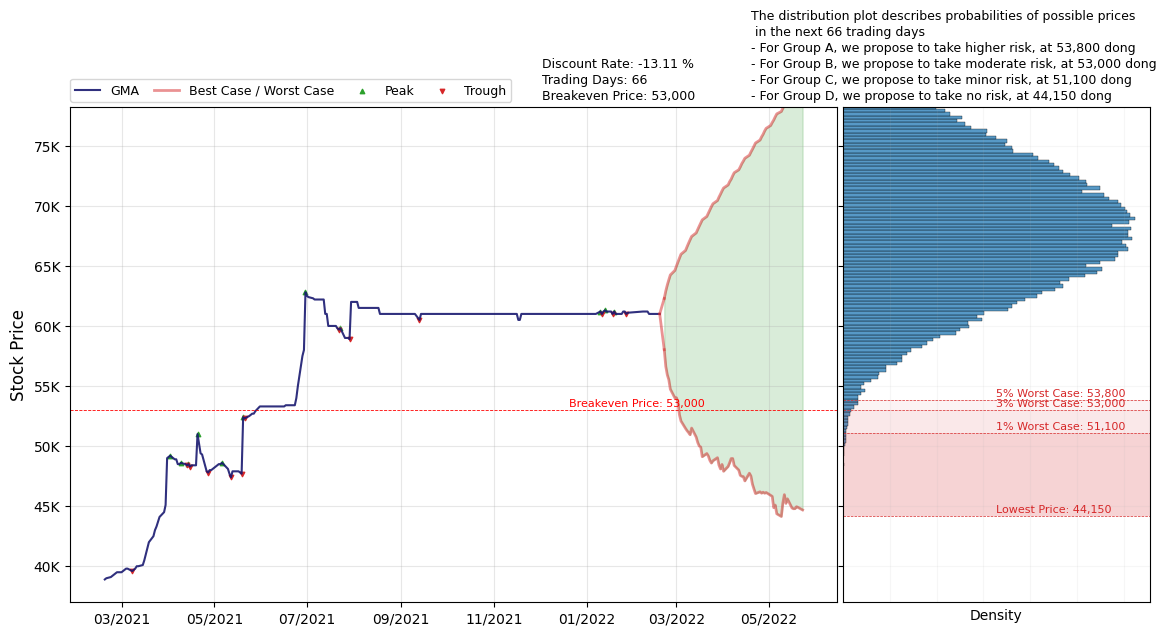 The distribution plot describes probabilities of possible prices
in the next 66 trading days
- For Group A, we propose to take higher risk, at 53,800 dong
- For Group B, we propose to take moderate risk, at 53,000 dong
- For Group C, we propose to take minor risk, at 51,100 dong
- For Group D, we propose to take no risk, at 44,150 dong
Discount Rate: -13.11 %
Trading Days: 66
Breakeven Price: 53,000
GMA
Best Case / Worst Case
Peak
Trough
Stock Price
75K
70K
65K
60K
55K
50K
45K
40K
Breakeven Price: 53,000
03/2021
05/2021
07/2021
09/2021
11/2021
01/2022
03/2022
05/2022
5% Worst Case: 53,800
3% Worst Case: 53,000
1% Worst Case: 51,100
Lowest Price: 44,150
Density